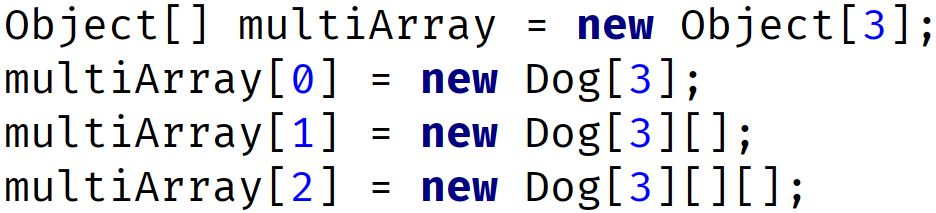 Object[] multiArray = new Object[3];
multiArray[0] = new Dog[3];
multiArray[1] = new Dog[3][];
multiArray[2] = new Dog[3][][];